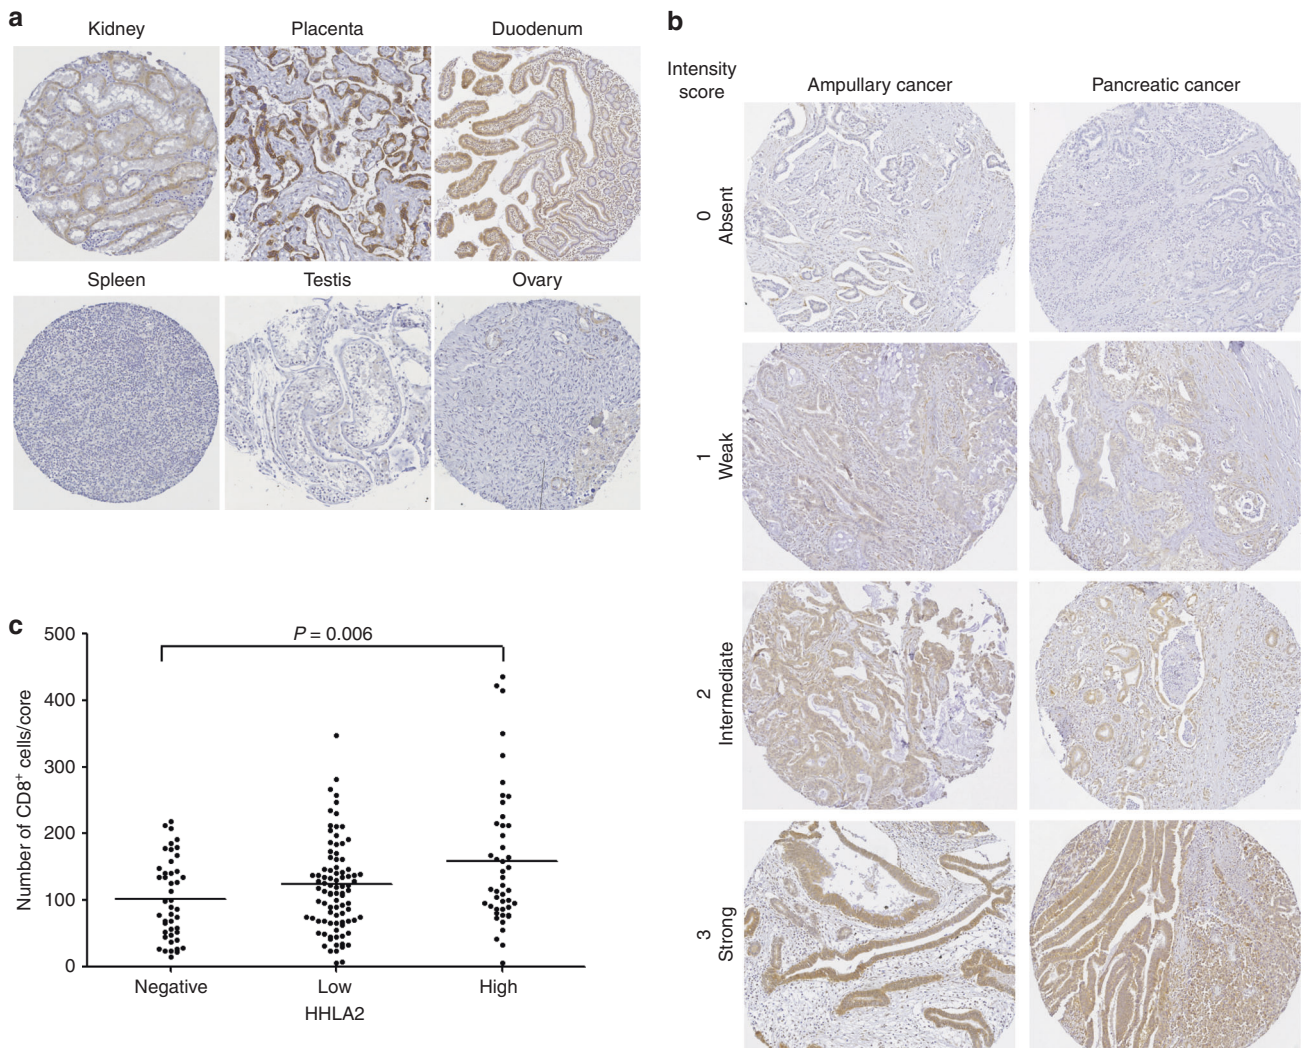 a
Kidney Placenta Duodenum
Spleen Testis Ovary
b
Intensity
score
Ampullary cancer Pancreatic cancer
0
Absent
1
Weak
2
Intermediate
3
Strong
c
P = 0.006
Number of CD8+ cells/core
500
400
300
200
100
0
Negative Low High
HHLA2